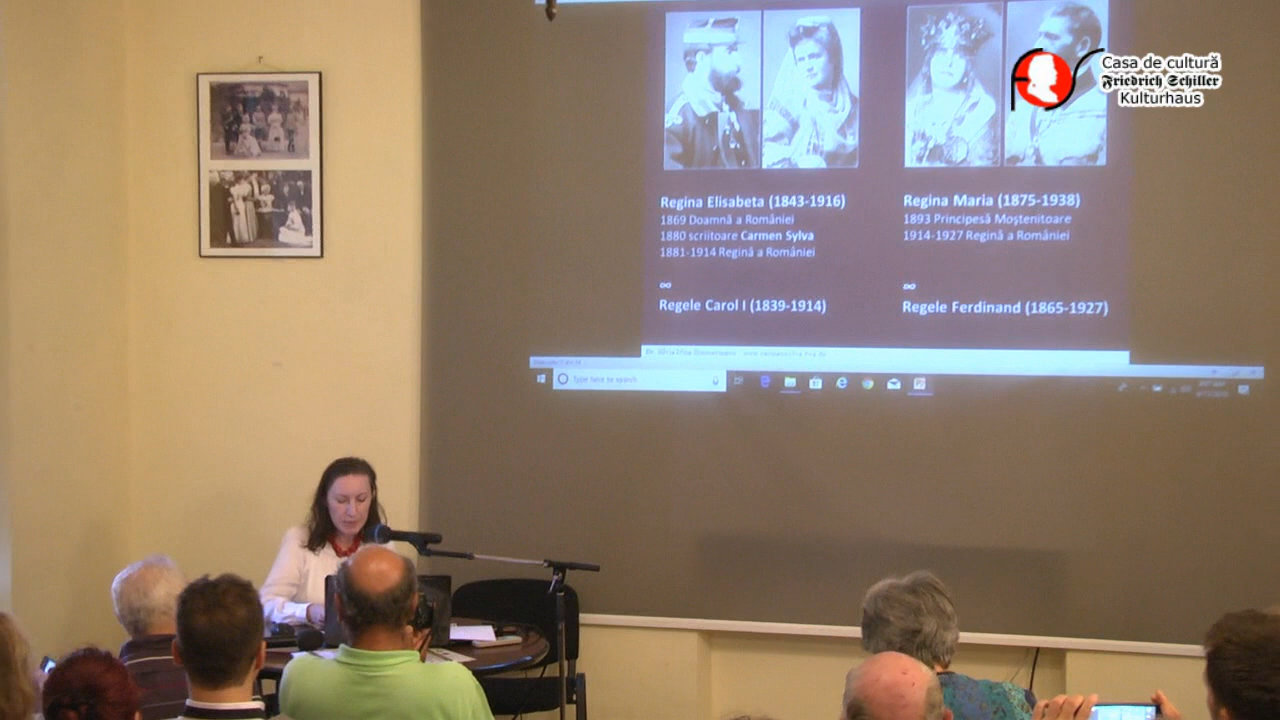 Casa de cultură
Friedrich Schiller
Kulturhaus
Regina Elisabeta (1843-1916)
1869 Doamnă a României
1880 scriitoare Carmen Sylva
1881-1914 Regină a României
∞
Regele Carol I (1839-1914)
Regina Maria (1875-1938)
1893 Principesă Moștenitoare
1914-1927 Regină a României
∞
Regele Ferdinand (1865-1927)
Type here to search